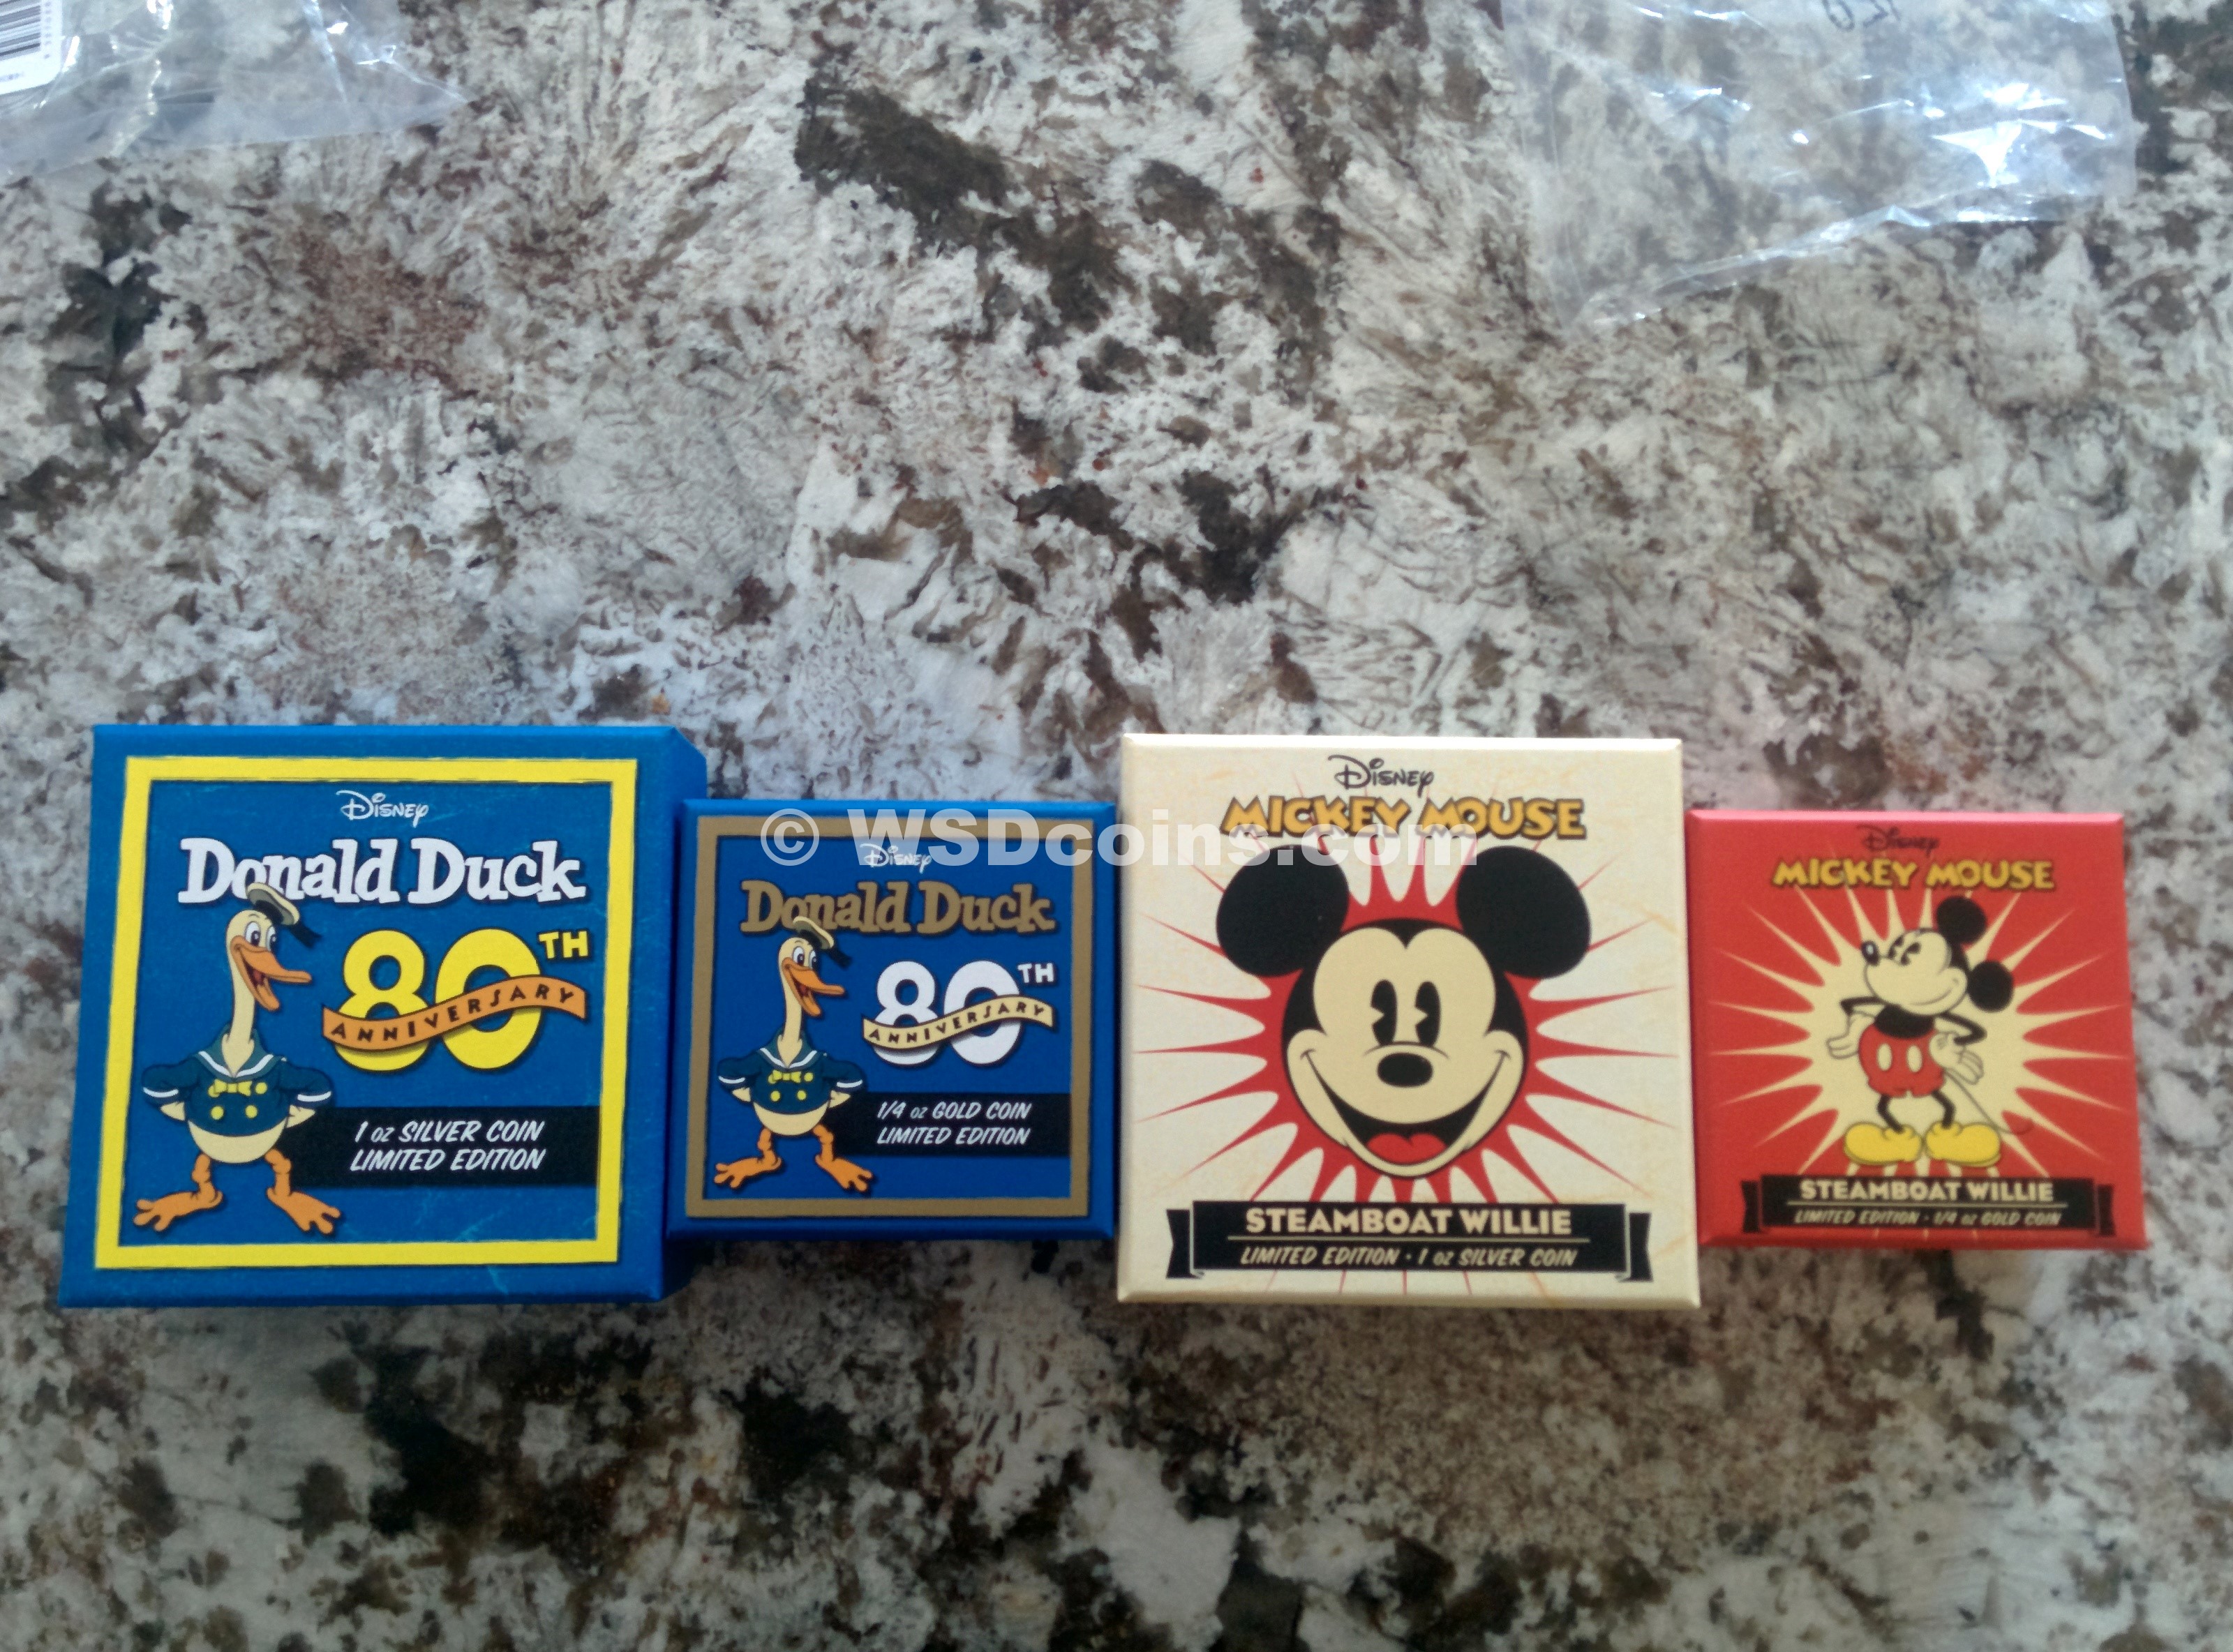 Disney
Donald Duck
80TH
ANNIVERSARY
1 oz SILVER COIN
LIMITED EDITION
Disney
Donald Duck
80TH
ANNIVERSARY
1/4 oz GOLD COIN
LIMITED EDITION
Disney
MICKEY MOUSE
STEAMBOAT WILLIE
LIMITED EDITION · 1 oz SILVER COIN
Disney
MICKEY MOUSE
STEAMBOAT WILLIE
LIMITED EDITION · 1/4 oz GOLD COIN
© WSDcoins.com